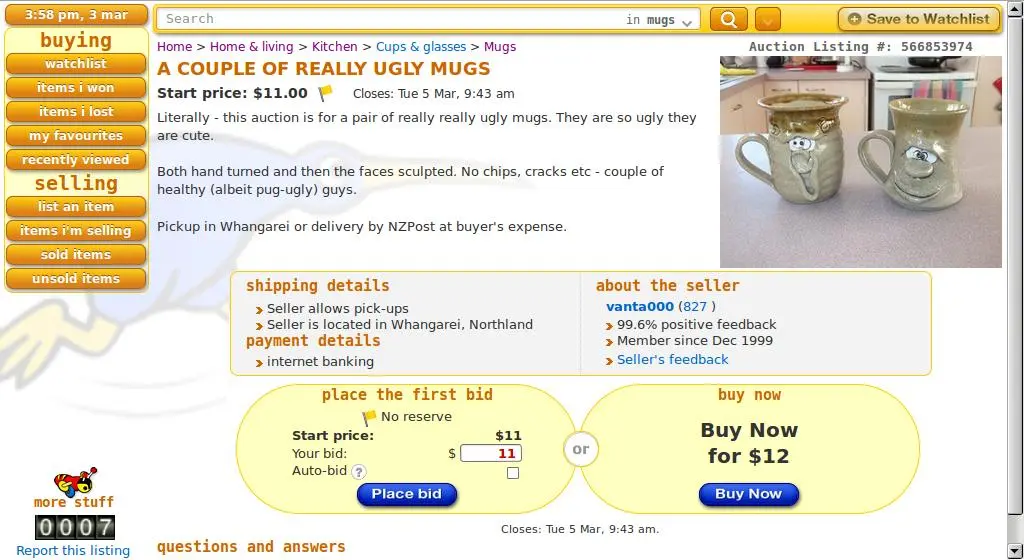 3:58 pm, 3 mar
buying
watchlist
items i won
items i lost
my favourites
recently viewed
selling
list an item
items i'm selling
sold items
unsold items
more stuff
0007
Report this listing
Search
in mugs
Save to Watchlist
Home > Home & living > Kitchen > Cups & glasses > Mugs
Auction Listing #: 566853974
A COUPLE OF REALLY UGLY MUGS
Start price: $11.00
Closes: Tue 5 Mar, 9:43 am
Literally - this auction is for a pair of really really ugly mugs. They are so ugly they
are cute.
Both hand turned and then the faces sculpted. No chips, cracks etc - couple of
healthy (albeit pug-ugly) guys.
Pickup in Whangarei or delivery by NZPost at buyer's expense.
shipping details
Seller allows pick-ups
Seller is located in Whangarei, Northland
payment details
internet banking
about the seller
vanta000 (827 )
99.6% positive feedback
Member since Dec 1999
Seller's feedback
place the first bid
No reserve
Start price: $11
Your bid: $ 11
Auto-bid ?
Place bid
or
buy now
Buy Now
for $12
Buy Now
Closes: Tue 5 Mar, 9:43 am.
questions and answers